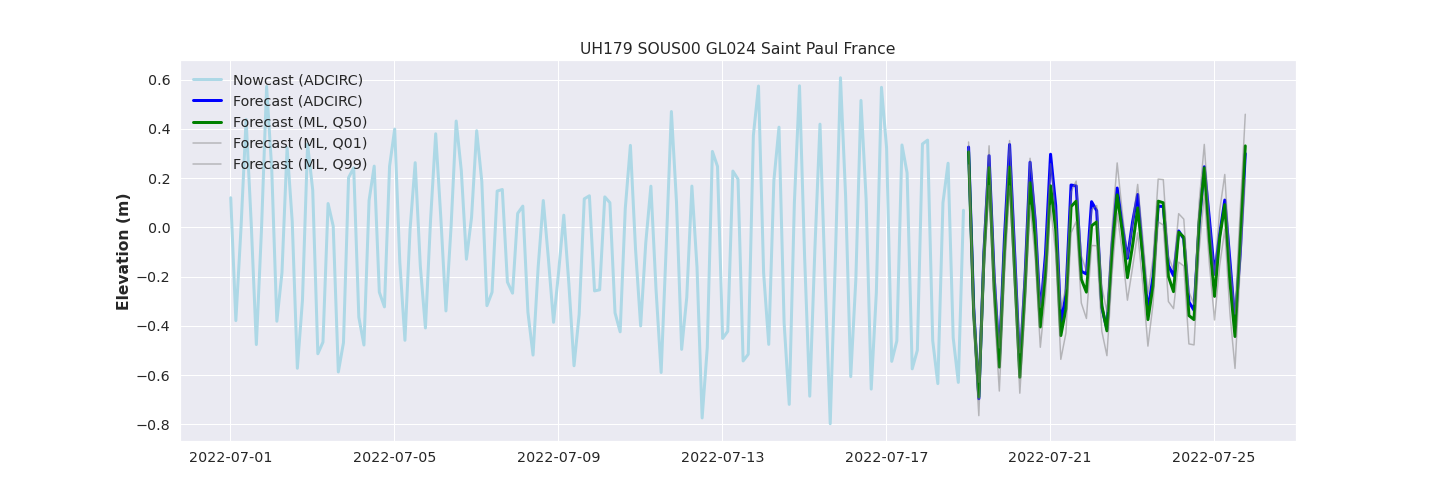 UH179 SOUS00 GL024 Saint Paul France
Nowcast (ADCIRC)
Forecast (ADCIRC)
Forecast (ML, Q50)
Forecast (ML, Q01)
Forecast (ML, Q99)
Elevation (m)
0.6
0.4
0.2
0.0
−0.2
−0.4
−0.6
−0.8
2022-07-01 2022-07-05 2022-07-09 2022-07-13 2022-07-17 2022-07-21 2022-07-25